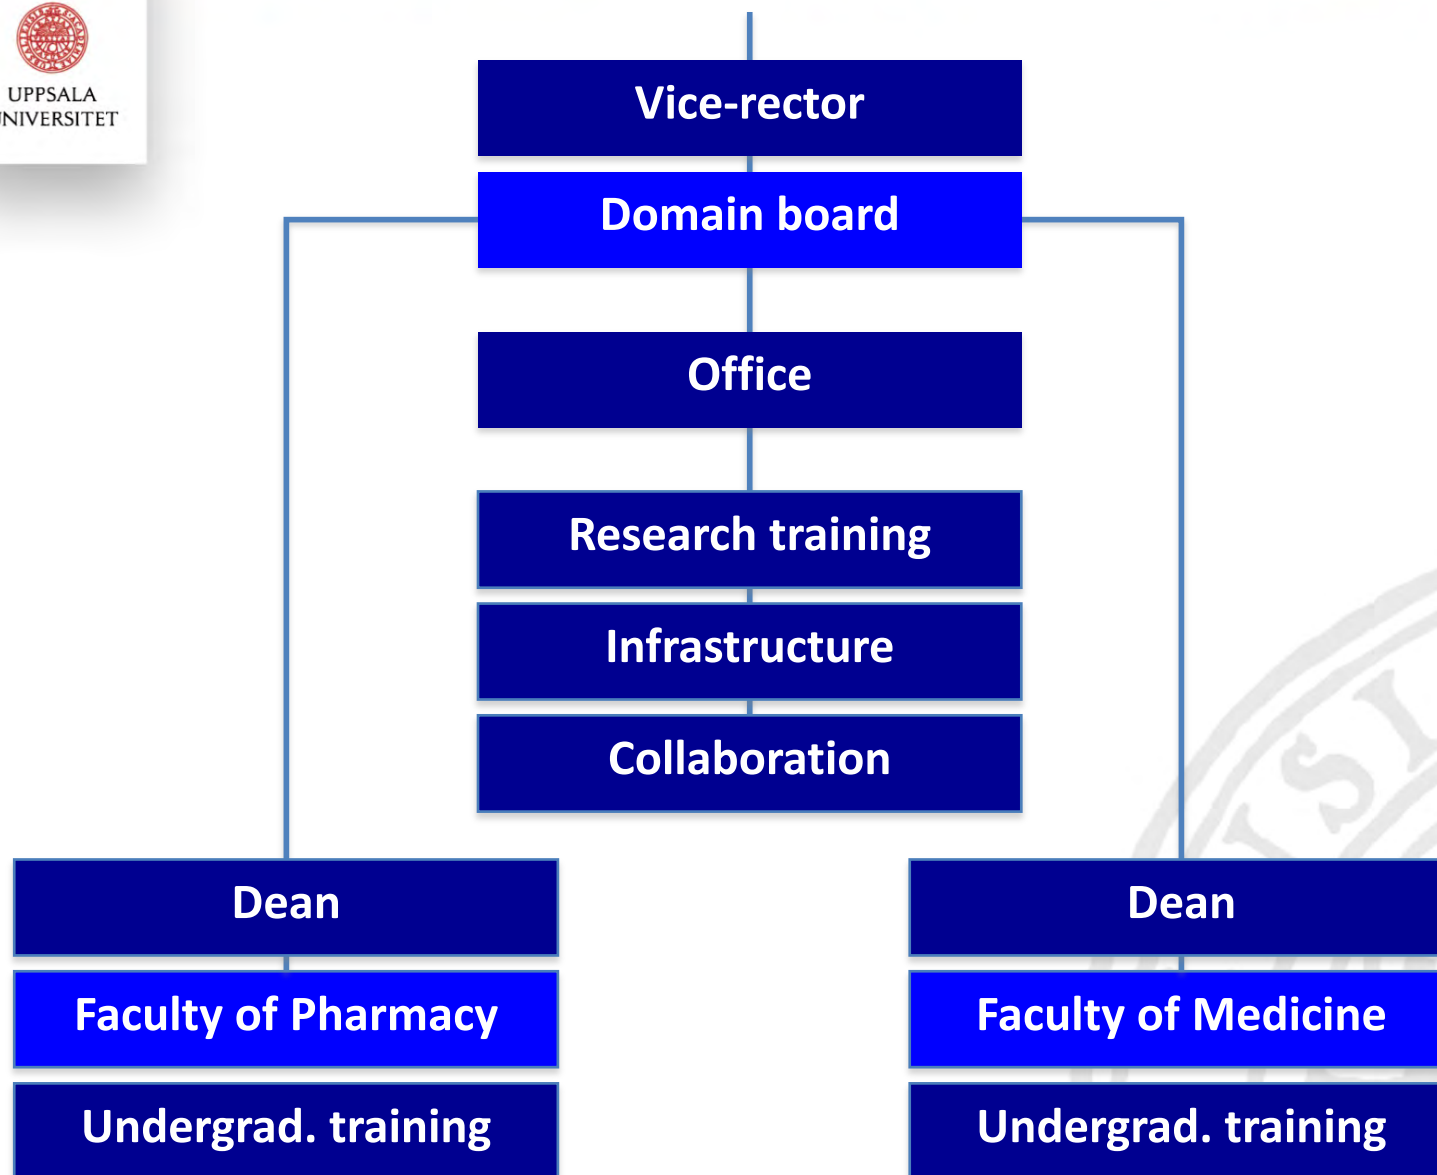 UPPSALA
UNIVERSITET
Vice-rector
Domain board
Office
Research training
Infrastructure
Collaboration
Dean
Dean
Faculty of Pharmacy
Faculty of Medicine
Undergrad. training
Undergrad. training